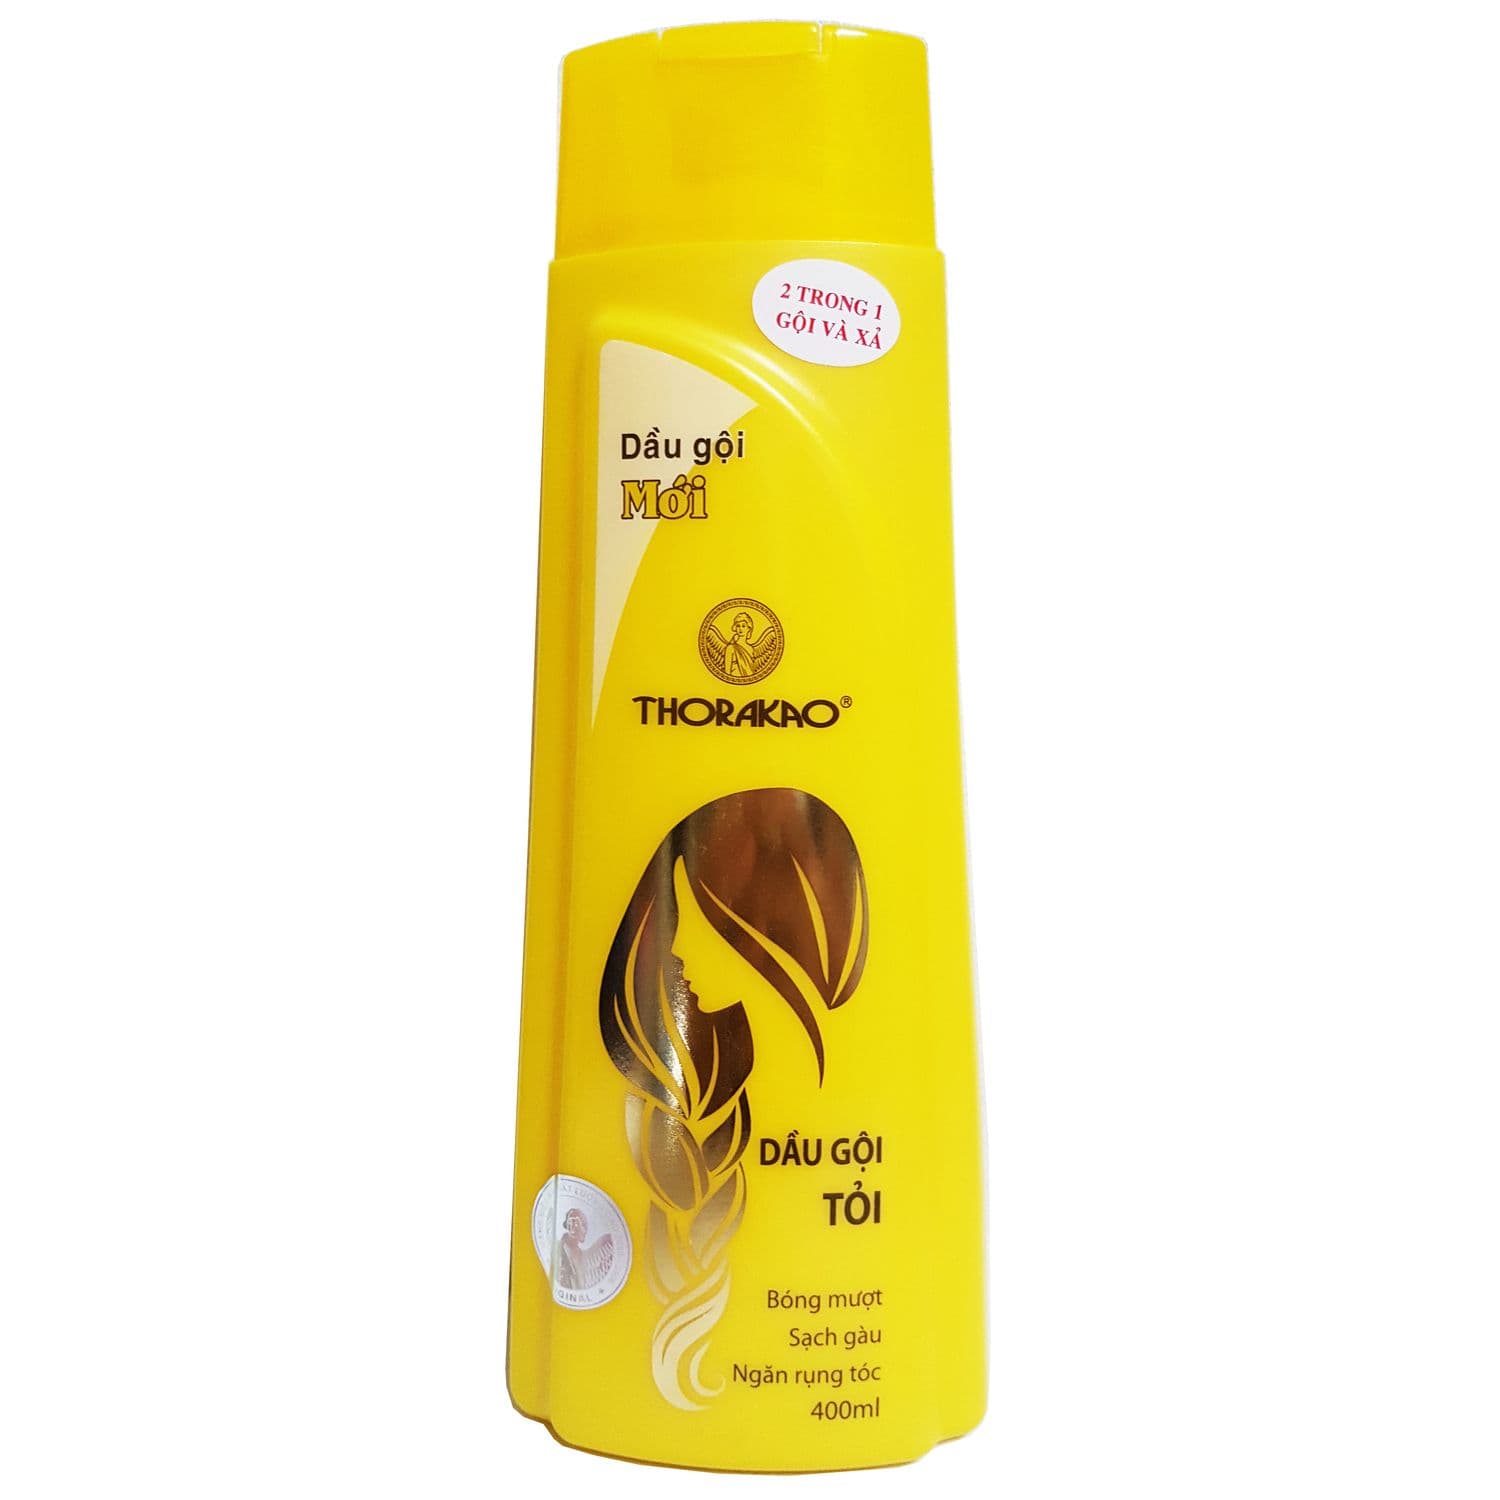 2 TRONG 1
GỘI VÀ XẢ
Dầu gội
Mới
THORAKAO®
DẦU GỘI
TỎI
Bóng mượt
Sạch gàu
Ngăn rụng tóc
400ml